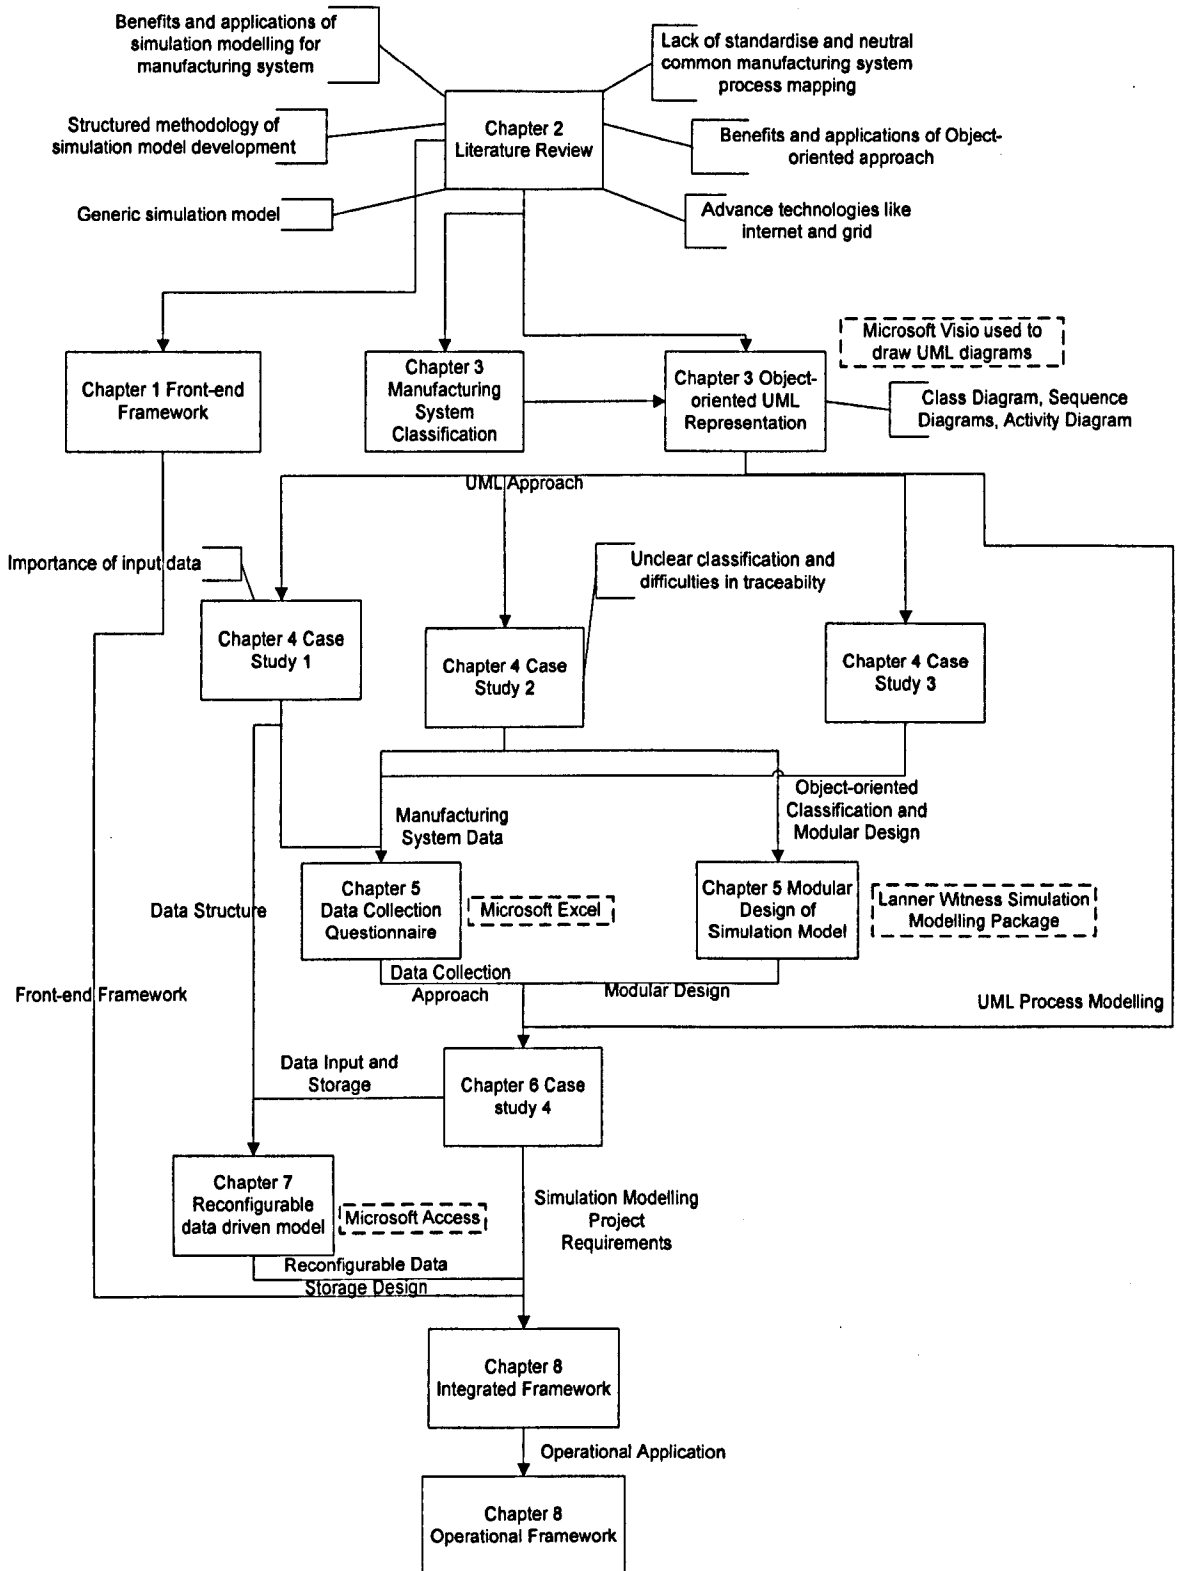 Benefits and applications of
simulation modelling for
manufacturing system
Lack of standardise and neutral
common manufacturing system
process mapping
Structured methodology of
simulation model development
Chapter 2
Literature Review
Benefits and applications of Object-
oriented approach
Generic simulation model
Advance technologies like
internet and grid
Microsoft Visio used to
draw UML diagrams
Chapter 1 Front-end
Framework
Chapter 3
Manufacturing
System
Classification
Chapter 3 Object-
oriented UML
Representation
Class Diagram, Sequence
Diagrams, Activity Diagram
UML Approach
Importance of input data
Unclear classification and
difficulties in traceabilty
Chapter 4 Case
Study 1
Chapter 4 Case
Study 2
Chapter 4 Case
Study 3
Manufacturing
System Data
Object-oriented
Classification and
Modular Design
Data Structure
Chapter 5
Data Collection
Questionnaire
Microsoft Excel
Chapter 5 Modular
Design of
Simulation Model
Lanner Witness Simulation
Modelling Package
Front-end Framework
Data Collection
Approach
Modular Design
UML Process Modelling
Data Input and
Storage
Chapter 6 Case
study 4
Chapter 7
Reconfigurable
data driven model
Microsoft Access
Simulation Modelling
Project
Requirements
Reconfigurable Data
Storage Design
Chapter 8
Integrated Framework
Operational Application
Chapter 8
Operational Framework